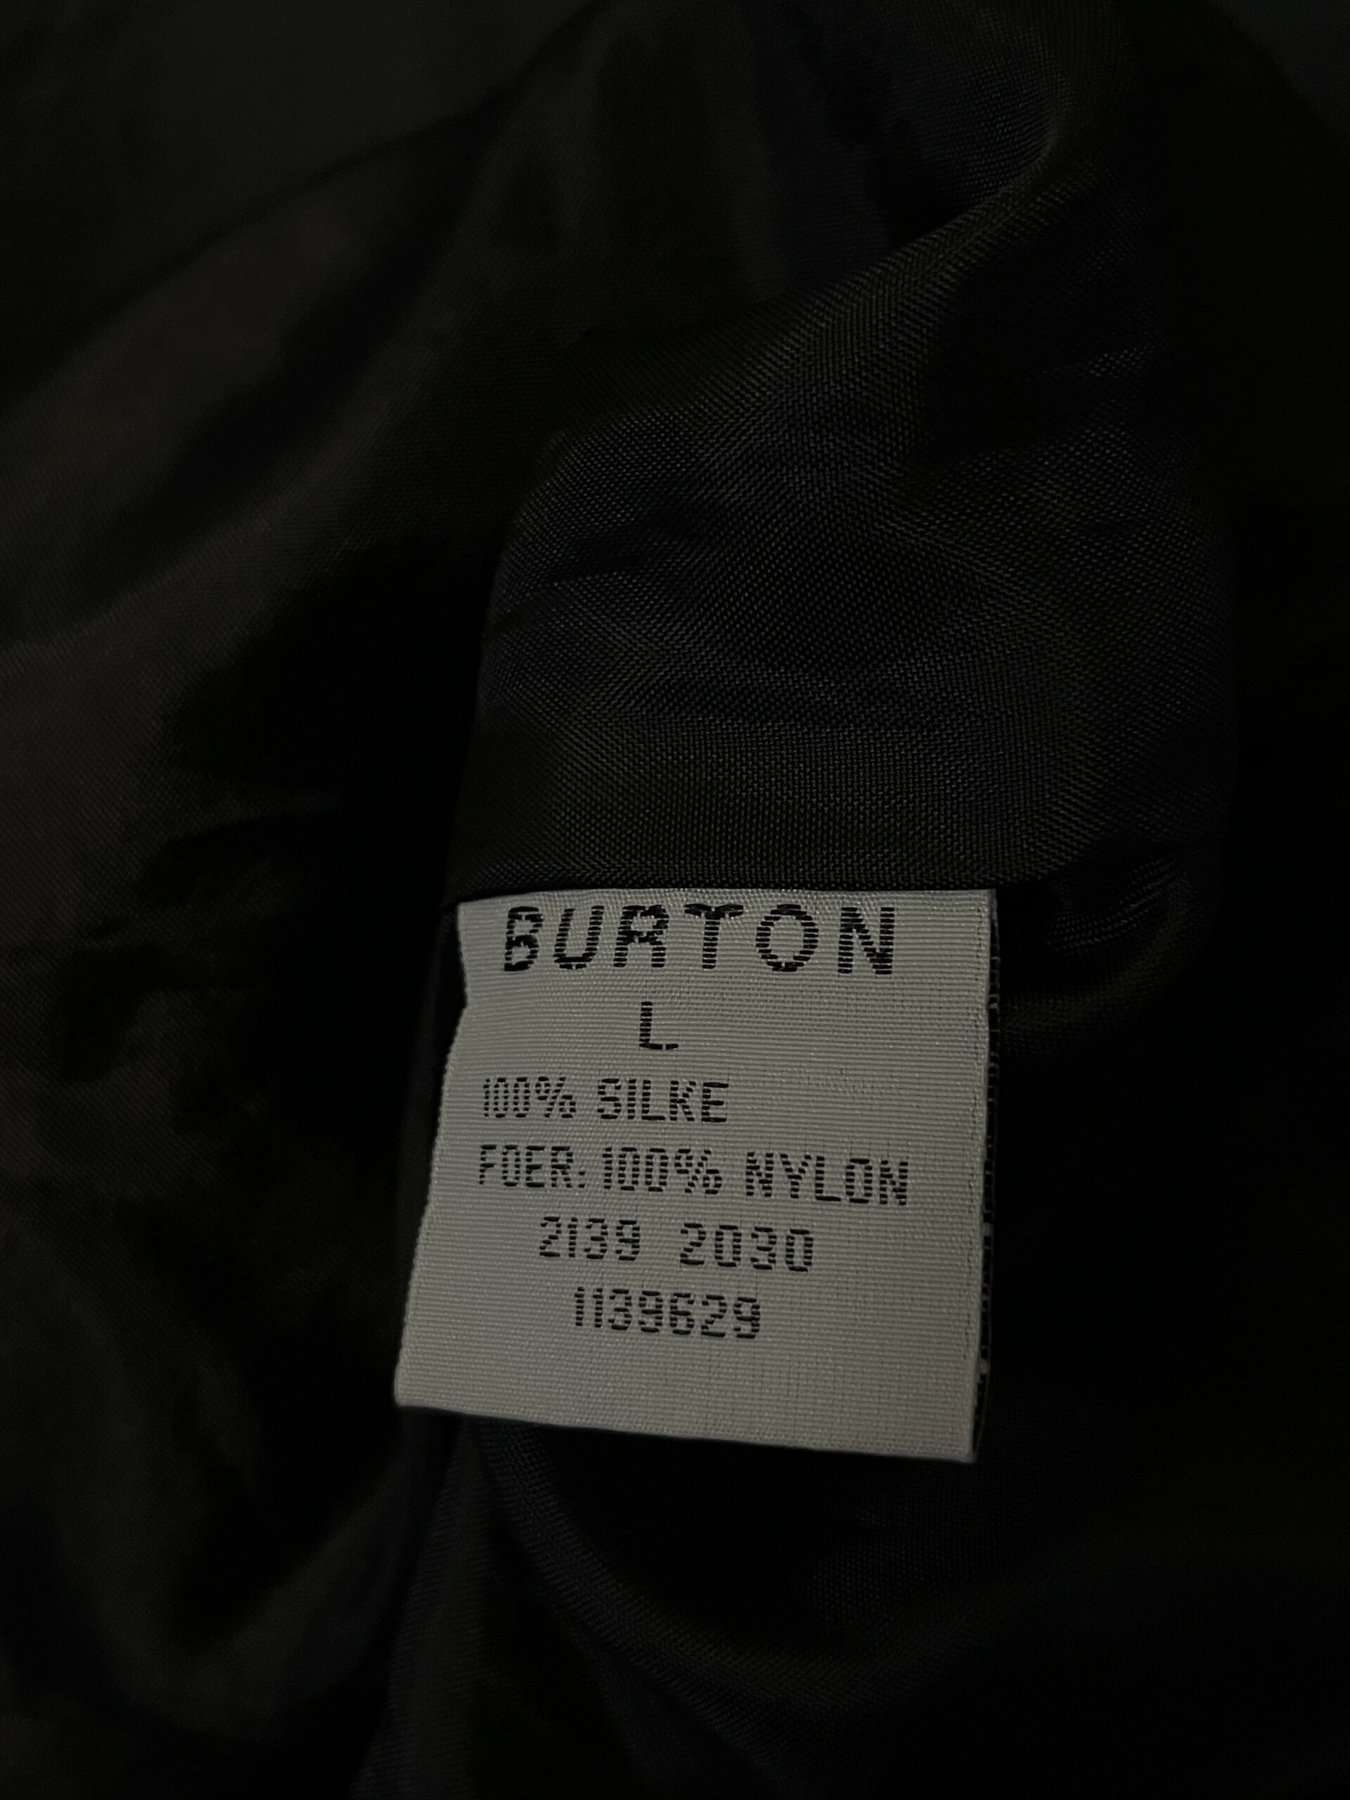 BURTON
L
100% SILKE
FOER: 100% NYLON
2139 2030
1139629